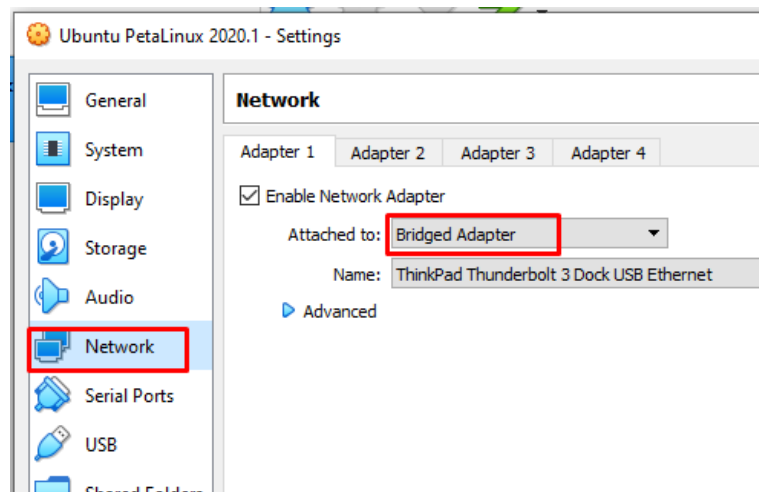 Ubuntu PetaLinux 2020.1 - Settings
General
System
Display
Storage
Audio
Network
Serial Ports
USB
Shared Folders
Network
Adapter 1
Adapter 2
Adapter 3
Adapter 4
Enable Network Adapter
Attached to: Bridged Adapter
Name: ThinkPad Thunderbolt 3 Dock USB Ethernet
Advanced